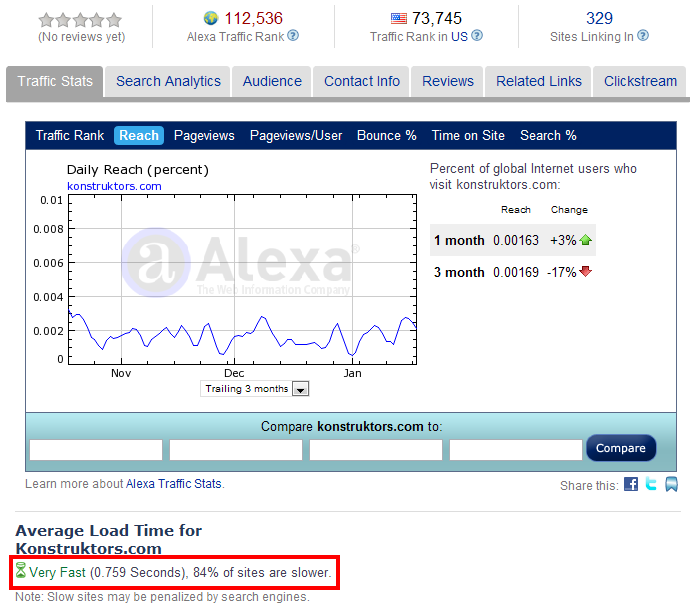 112,536
73,745
329
(No reviews yet)
Alexa Traffic Rank
Traffic Rank in US
Sites Linking In
Traffic Stats
Search Analytics
Audience
Contact Info
Reviews
Related Links
Clickstream
Traffic Rank
Reach
Pageviews
Pageviews/User
Bounce %
Time on Site
Search %
Daily Reach (percent)
konstruktors.com
0.01
0.008
0.006
0.004
0.002
0
a Alexa®
The Web Information Company
Nov
Dec
Jan
Trailing 3 months
Percent of global Internet users who
visit konstruktors.com:
Reach Change
1 month 0.00163 +3%
3 month 0.00169 -17%
Compare konstruktors.com to:
Compare
Learn more about Alexa Traffic Stats.
Share this:
Average Load Time for
Konstruktors.com
Very Fast (0.759 Seconds), 84% of sites are slower.
Note: Slow sites may be penalized by search engines.